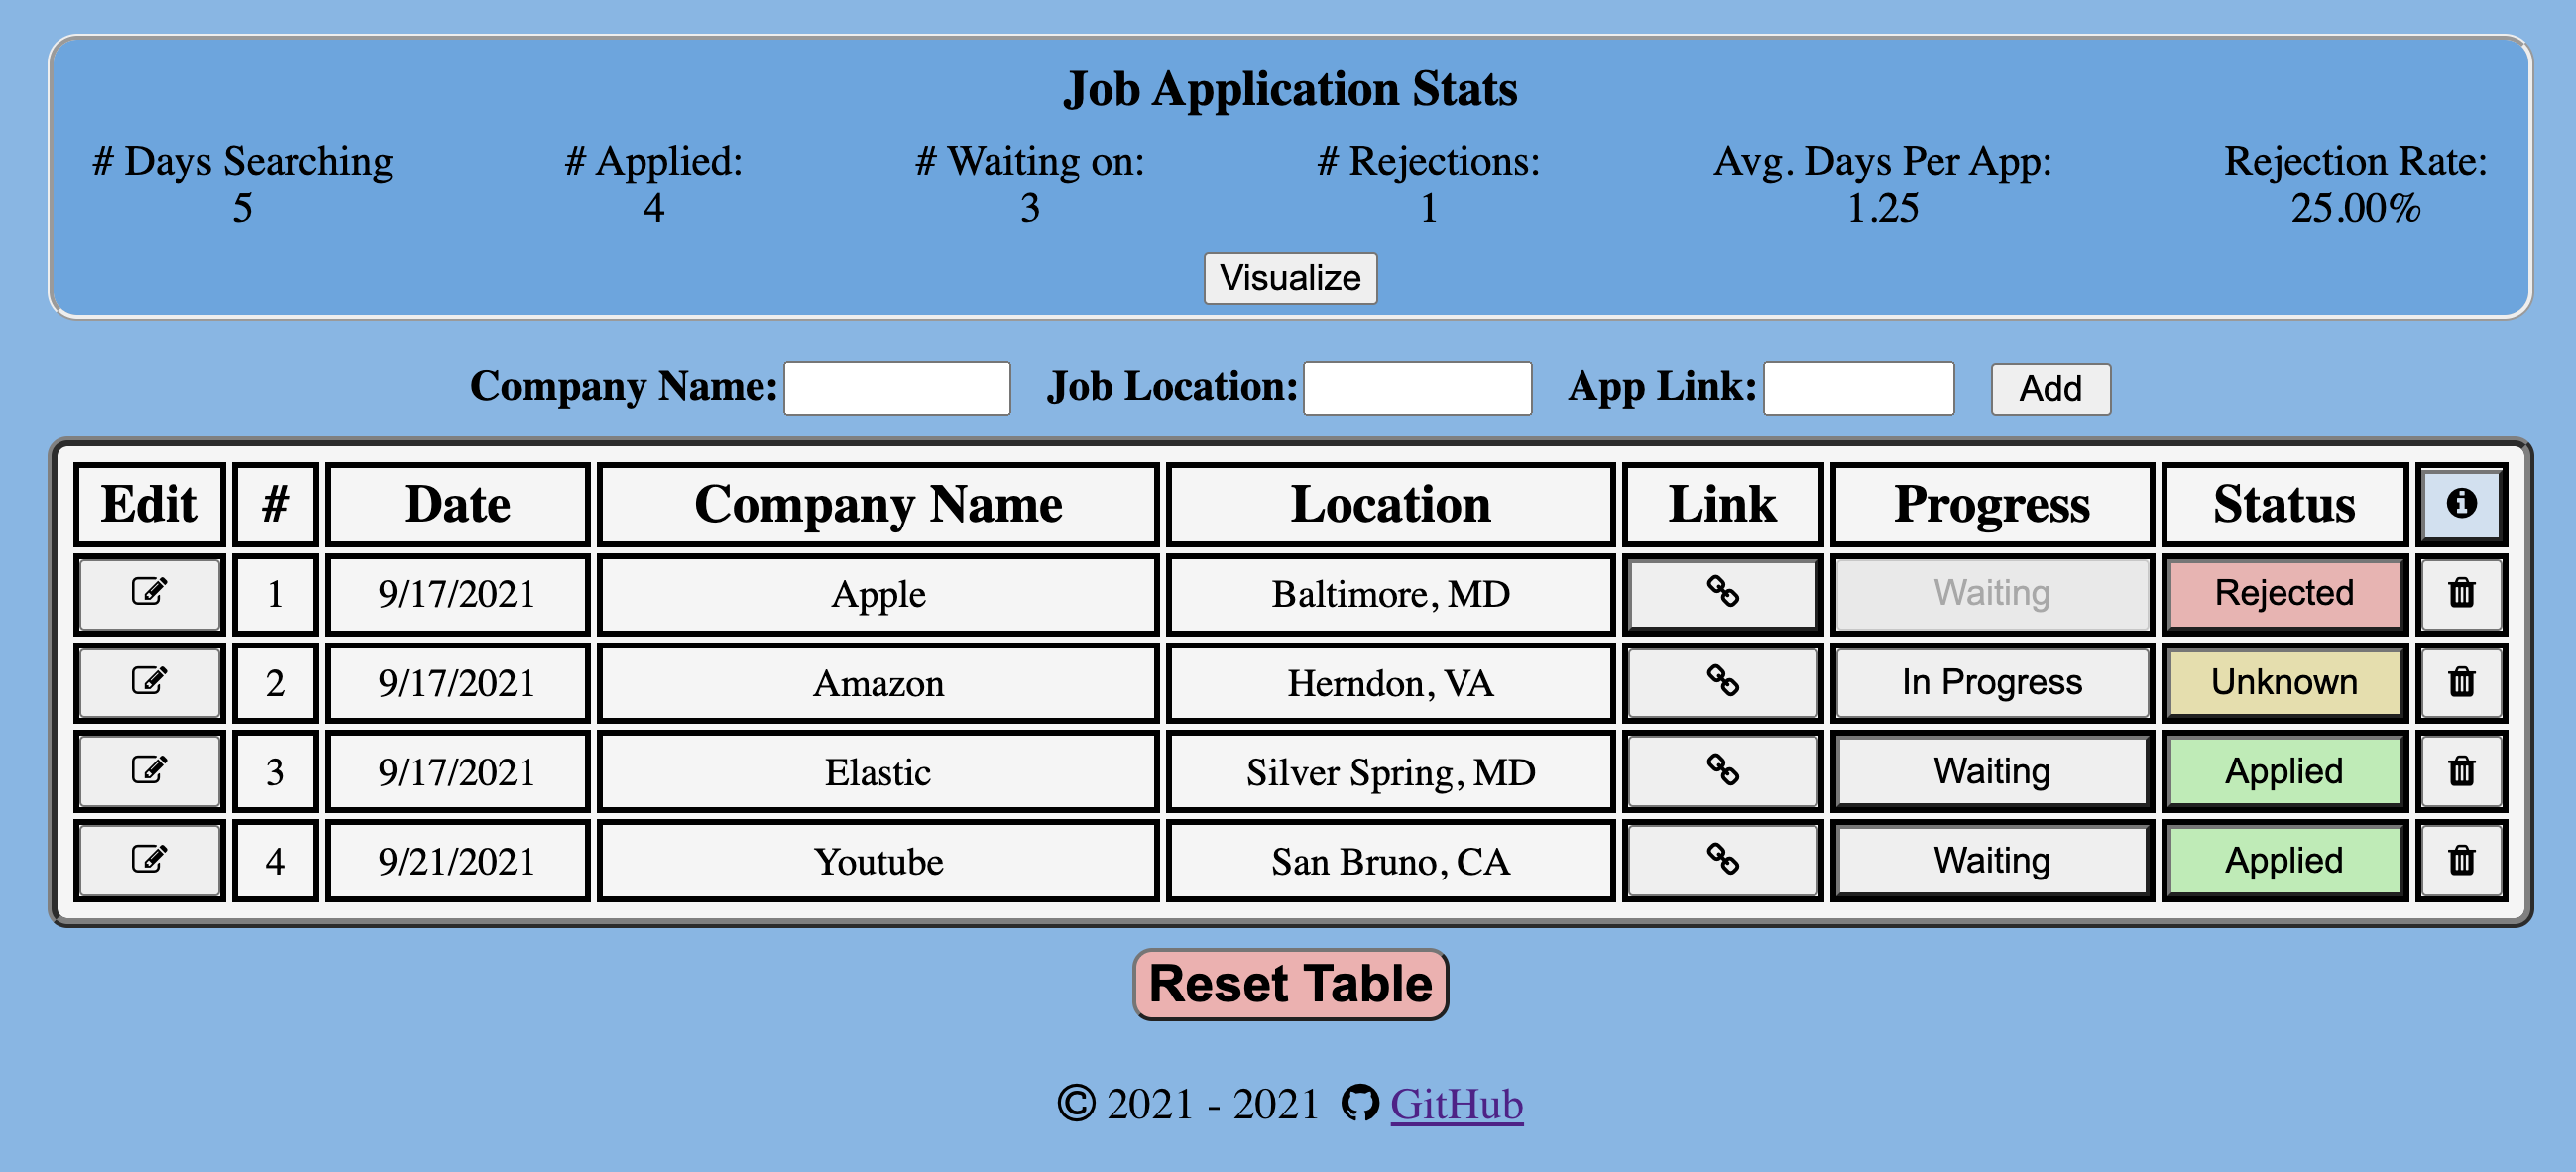 Job Application Stats
# Days Searching # Applied: # Waiting on: # Rejections: Avg. Days Per App: Rejection Rate:
5 4 3 1 1.25 25.00%
Visualize
Company Name: Job Location: App Link: Add
Edit # Date Company Name Location Link Progress Status
1 9/17/2021 Apple Baltimore, MD Waiting Rejected
2 9/17/2021 Amazon Herndon, VA In Progress Unknown
3 9/17/2021 Elastic Silver Spring, MD Waiting Applied
4 9/21/2021 Youtube San Bruno, CA Waiting Applied
Reset Table
© 2021 - 2021 GitHub